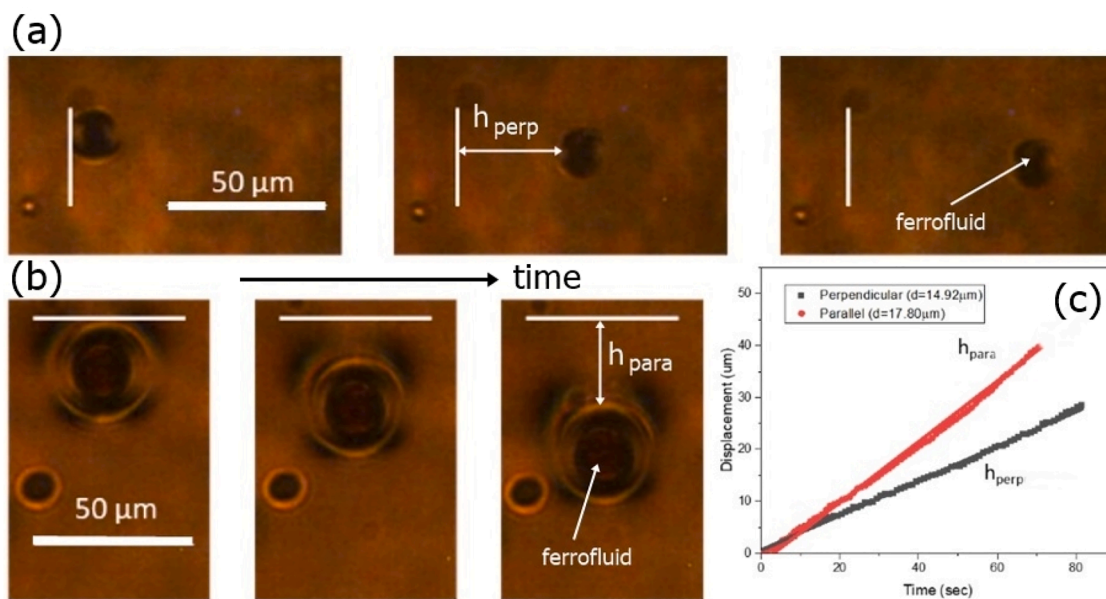 (a)
50 µm
h perp
ferrofluid
(b)
time
50 µm
h para
ferrofluid
(c)
Perpendicular (d=14.92µm)
Parallel (d=17.80µm)
h para
h perp
Displacement (um)
50
40
30
20
10
0
0 20 40 60 80
Time (sec)